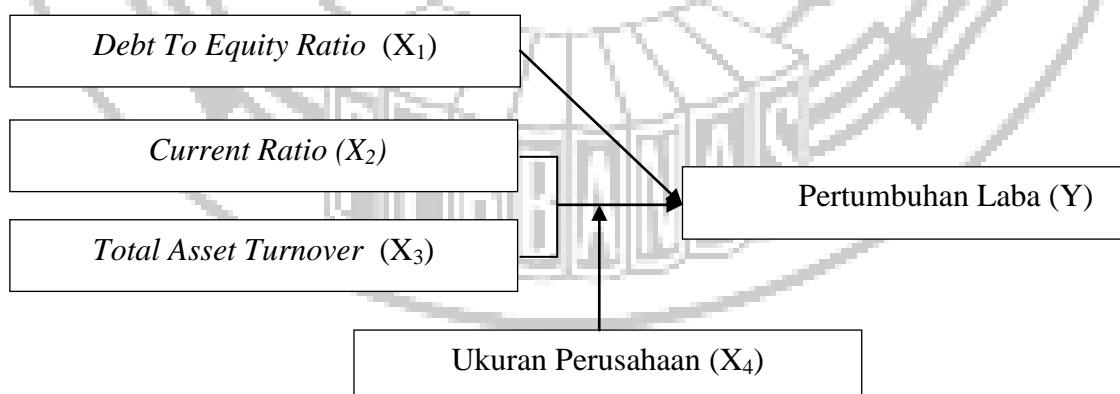 Debt To Equity Ratio (X₁)
Current Ratio (X₂)
Pertumbuhan Laba (Y)
Total Asset Turnover (X₃)
Ukuran Perusahaan (X₄)